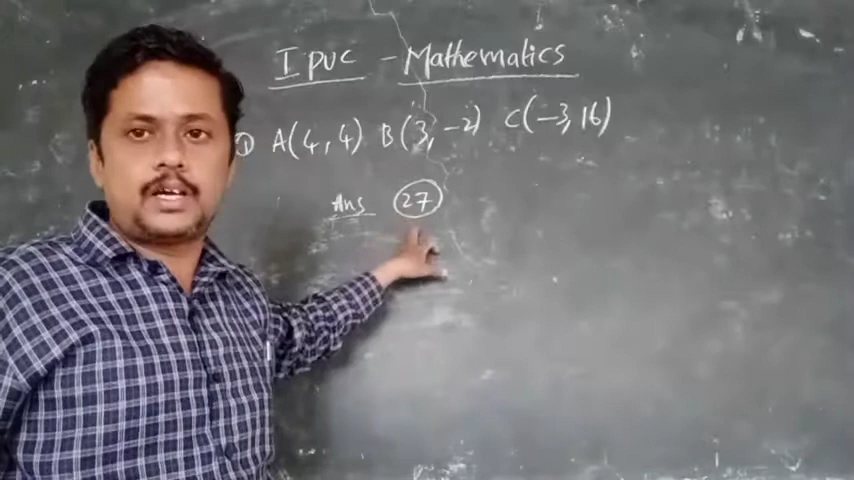 I PUC - Mathematics
① A(4, 4) B(3, -2) C(-3, 16)
Ans 27